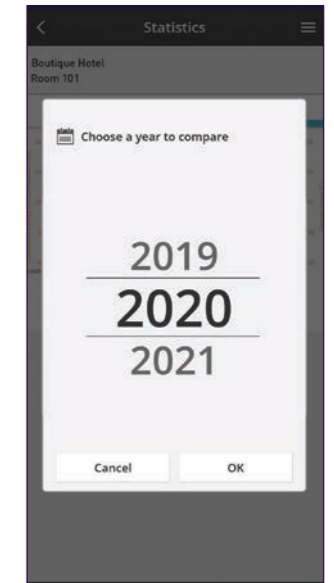 Statistics
Boutique Hotel
Room 101
Choose a year to compare
2019
2020
2021
Cancel
OK